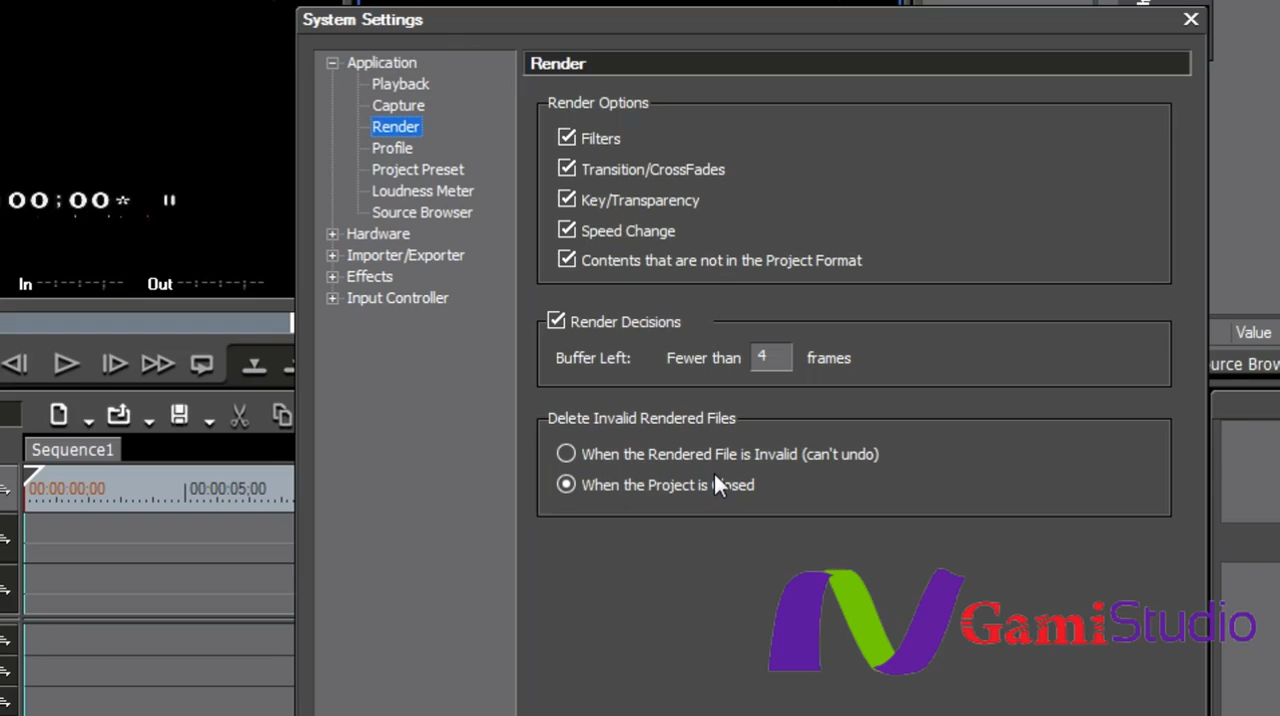 System Settings
Application
Playback
Capture
Render
Profile
Project Preset
Loudness Meter
Source Browser
Hardware
Importer/Exporter
Effects
Input Controller
Render
Render Options
Filters
Transition/CrossFades
Key/Transparency
Speed Change
Contents that are not in the Project Format
Render Decisions
Buffer Left: Fewer than 4 frames
Delete Invalid Rendered Files
When the Rendered File is Invalid (can't undo)
When the Project is Closed
00;00
In --:--:--;-- Out --:--:--;--
Sequence1
00:00:00;00 00:00:05;00
Value
urce Brow
GamiStudio